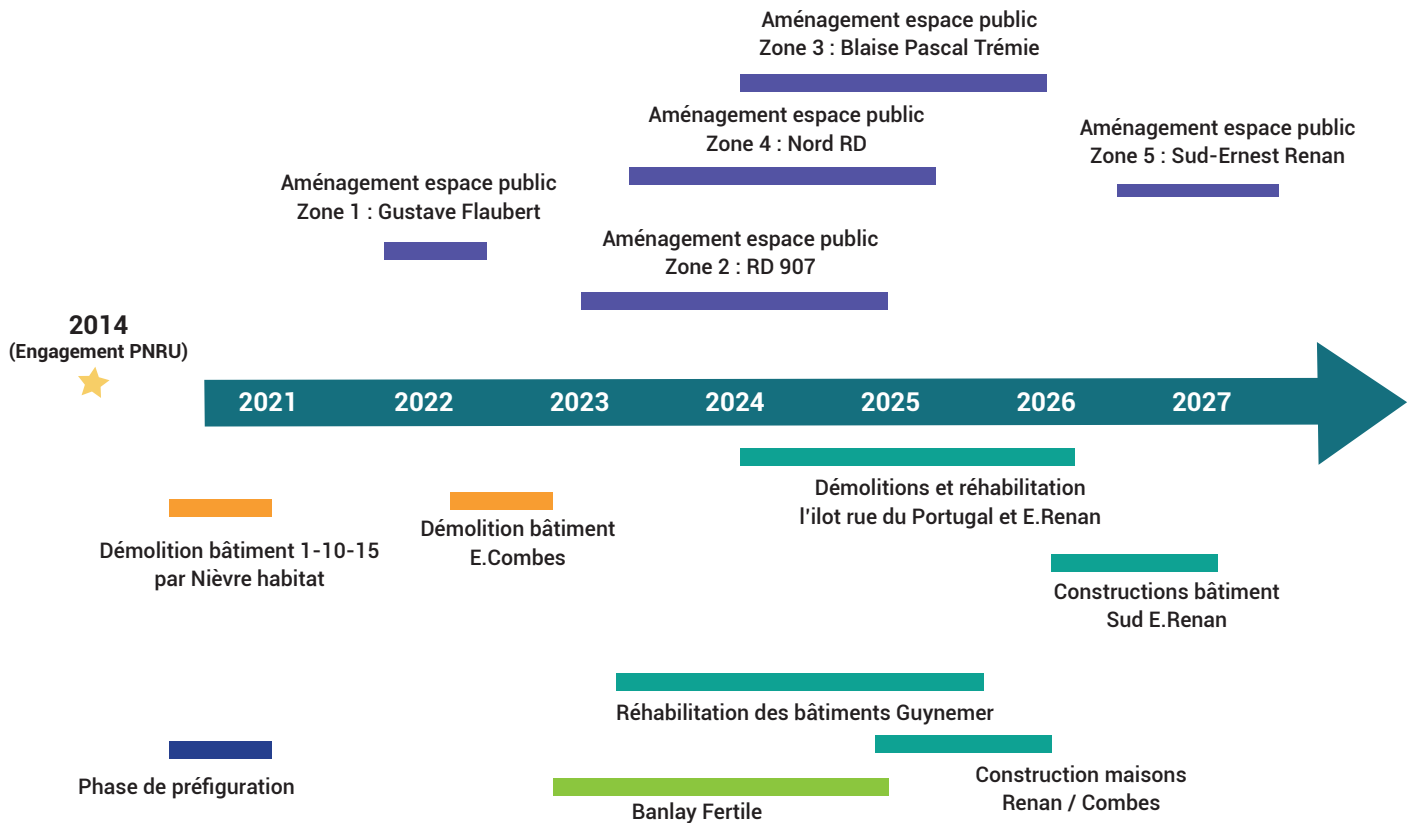 Aménagement espace public
Zone 3 : Blaise Pascal Trémie
Aménagement espace public
Zone 4 : Nord RD
Aménagement espace public
Zone 5 : Sud-Ernest Renan
Aménagement espace public
Zone 1 : Gustave Flaubert
Aménagement espace public
Zone 2 : RD 907
2014
(Engagement PNRU)
2021 2022 2023 2024 2025 2026 2027
Démolitions et réhabilitation
l'ilot rue du Portugal et E.Renan
Démolition bâtiment 1-10-15
par Nièvre habitat
Démolition bâtiment
E.Combes
Constructions bâtiment
Sud E.Renan
Réhabilitation des bâtiments Guynemer
Phase de préfiguration
Construction maisons
Renan / Combes
Banlay Fertile